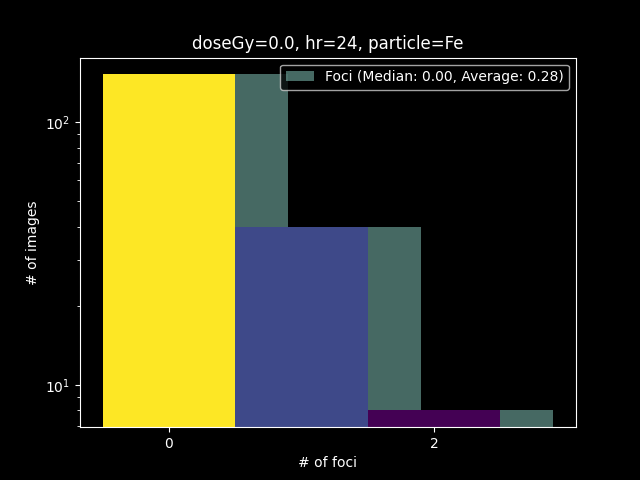 doseGy=0.0, hr=24, particle=Fe
Foci (Median: 0.00, Average: 0.28)
10²
# of images
10¹
0 2
# of foci